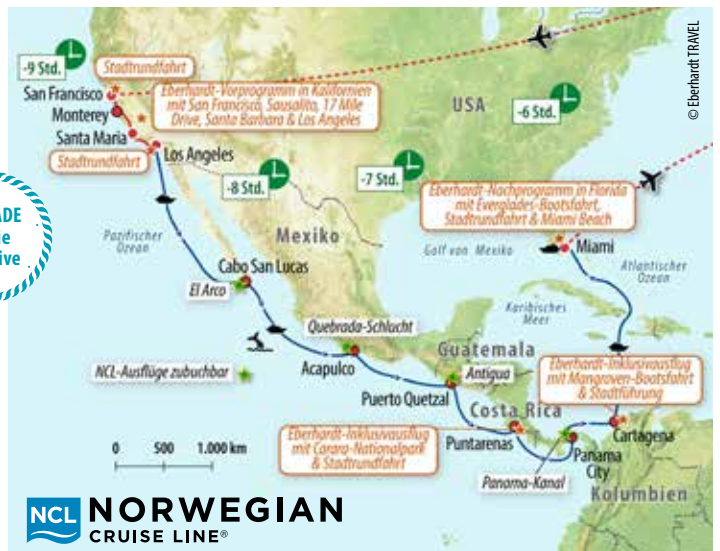 © Eberhardt TRAVEL
-9 Std.
Stadtrundfahrt
San Francisco
Eberhardt-Vorprogramm in Kalifornien
mit San Francisco, Sausalito, 17 Mile
Drive, Santa Barbara & Los Angeles
Monterey
USA
-6 Std.
Santa Maria
Stadtrundfahrt
Los Angeles
-8 Std.
-7 Std.
Eberhardt-Nachprogramm in Florida
mit Everglades-Bootsfahrt,
Stadtrundfahrt & Miami Beach
ADE
ive
Pazifischer
Ozean
Mexiko
Golf von Mexiko
Miami
Atlantischer
Ozean
Cabo San Lucas
El Arco
Karibisches
Meer
Quebrada-Schlucht
Guatemala
NCL-Ausflüge zubuchbar
Acapulco
Antigua
Eberhardt-Inklusivausflug
mit Mangroven-Bootsfahrt
& Stadtführung
Puerto Quetzal
Costa Rica
Eberhardt-Inklusivausflug
mit Carara-Nationalpark
& Stadtrundfahrt
Puntarenas
Cartagena
0 500 1.000 km
Panama-Kanal
Panama
City
Kolumbien
NCL NORWEGIAN
CRUISE LINE®